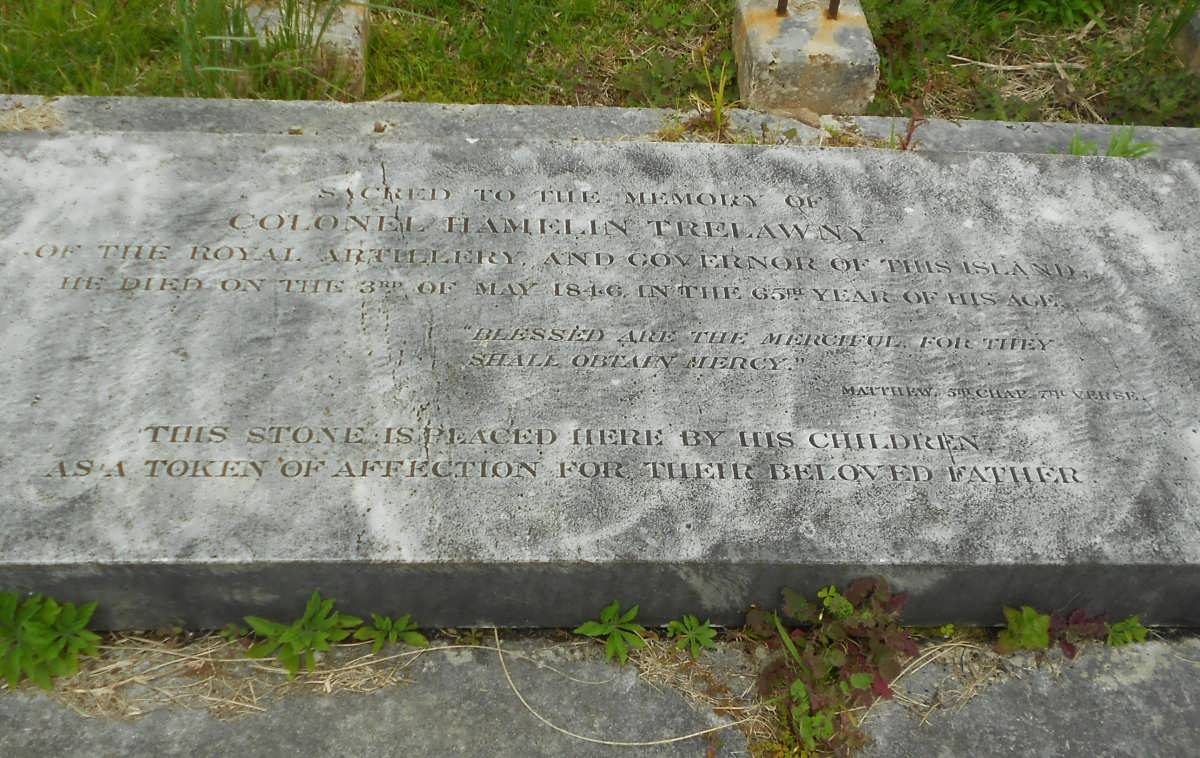 SACRED TO THE MEMORY OF
COLONEL HAMELIN TRELAWNY.
OF THE ROYAL ARTILLERY, AND GOVERNOR OF THIS ISLAND,
HE DIED ON THE 3RD OF MAY 1846, IN THE 65TH YEAR OF HIS AGE.
"BLESSED ARE THE MERCIFUL, FOR THEY
SHALL OBTAIN MERCY."
MATTHEW, 5TH CHAP. 7TH VERSE.
THIS STONE IS PLACED HERE BY HIS CHILDREN,
AS A TOKEN OF AFFECTION FOR THEIR BELOVED FATHER.